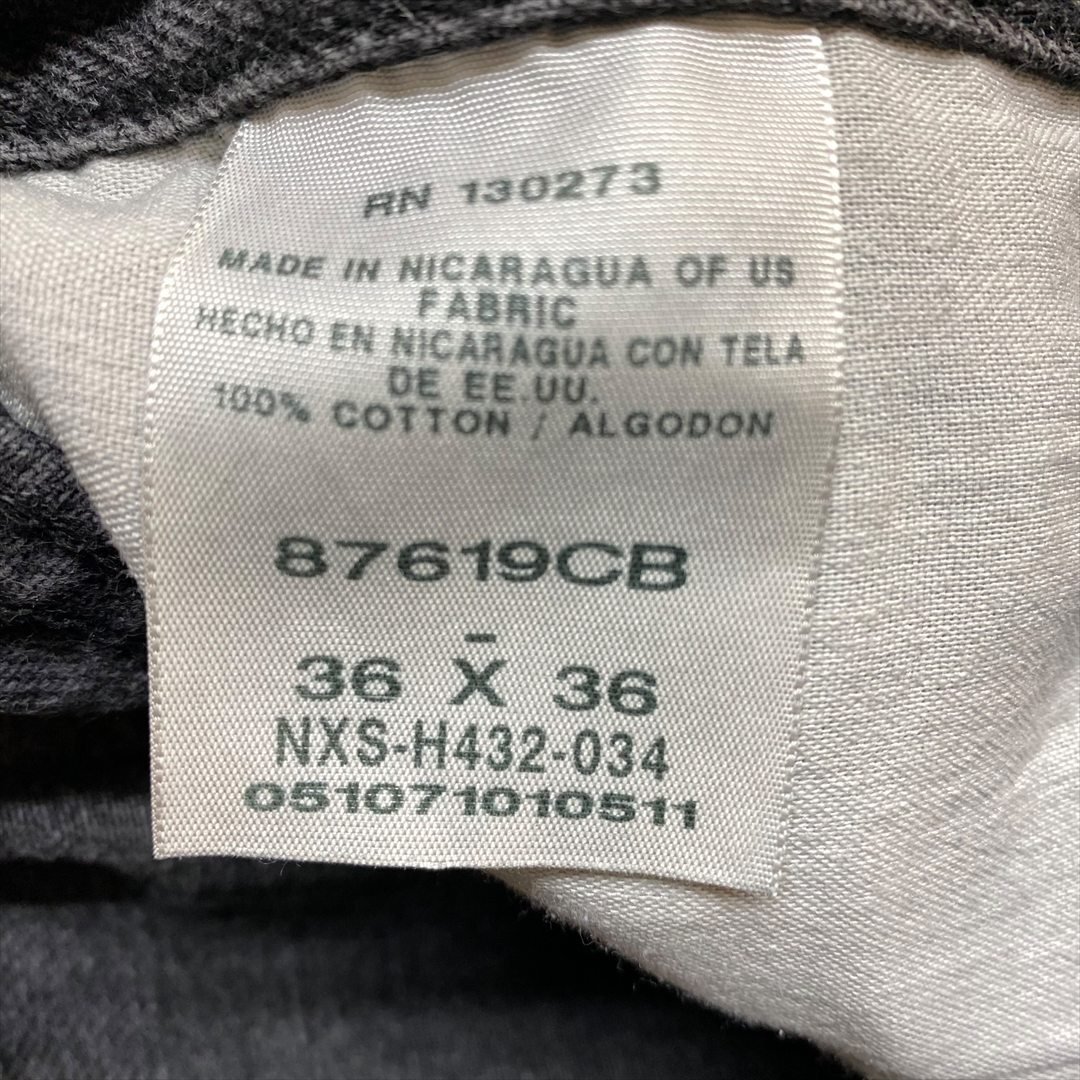 RN 130273
MADE IN NICARAGUA OF US
FABRIC
HECHO EN NICARAGUA CON TELA
DE EE.UU.
100% COTTON / ALGODON
87619CB
-
36 X 36
NXS-H432-034
051071010511